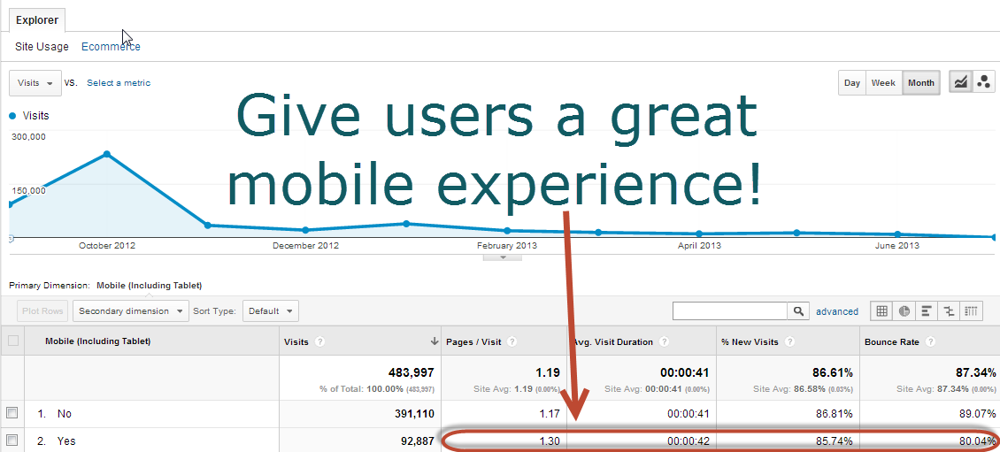 Explorer
Site Usage Ecommerce
Visits VS. Select a metric Day Week Month
Visits
300,000
150,000
Give users a great
mobile experience!
October 2012 December 2012 February 2013 April 2013 June 2013
Primary Dimension: Mobile (Including Tablet)
Plot Rows Secondary dimension Sort Type: Default advanced
Mobile (Including Tablet) Visits ? Pages / Visit ? Avg. Visit Duration ? % New Visits ? Bounce Rate ?
483,997 1.19 00:00:41 86.61% 87.34%
% of Total: 100.00% (483,997) Site Avg: 1.19 (0.00%) Site Avg: 00:00:41 (0.00%) Site Avg: 86.58% (0.03%) Site Avg: 87.34% (0.00%)
1. No 391,110 1.17 00:00:41 86.81% 89.07%
2. Yes 92,887 1.30 00:00:42 85.74% 80.04%